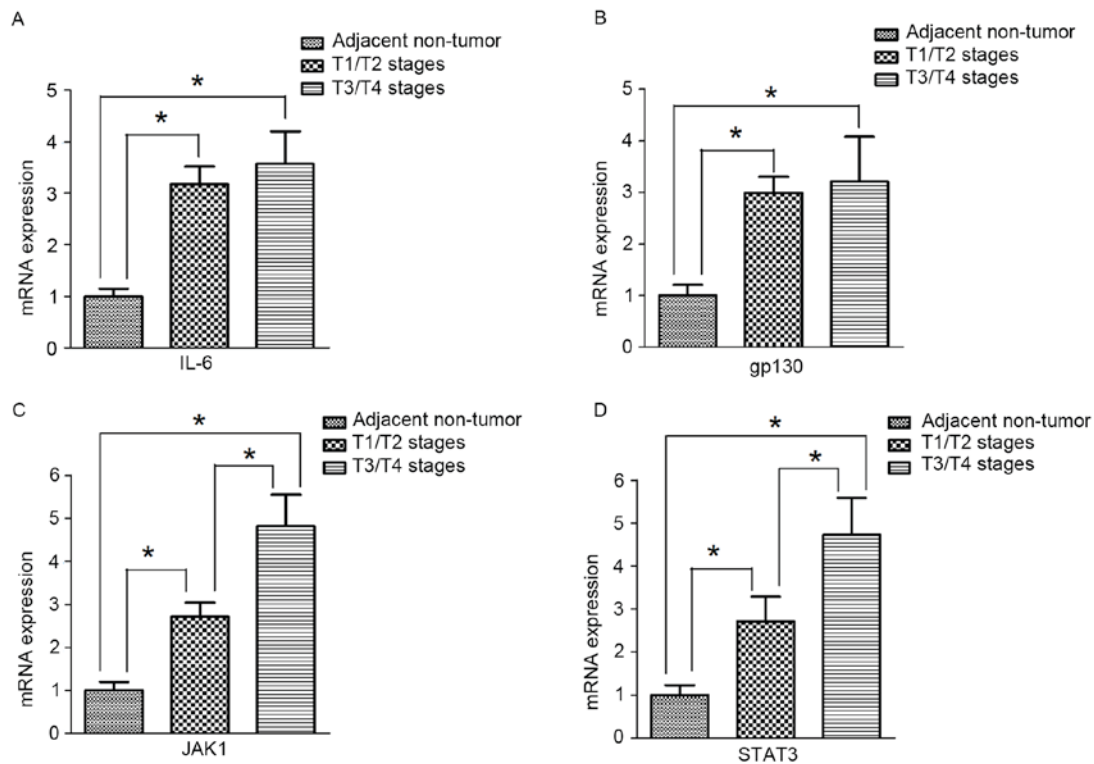 A
Adjacent non-tumor
T1/T2 stages
T3/T4 stages
*
*
5
4
3
2
1
0
mRNA expression
IL-6
B
Adjacent non-tumor
T1/T2 stages
T3/T4 stages
*
*
5
4
3
2
1
0
mRNA expression
gp130
C
Adjacent non-tumor
T1/T2 stages
T3/T4 stages
*
*
*
6
5
4
3
2
1
0
mRNA expression
JAK1
D
Adjacent non-tumor
T1/T2 stages
T3/T4 stages
*
*
*
6
5
4
3
2
1
0
mRNA expression
STAT3